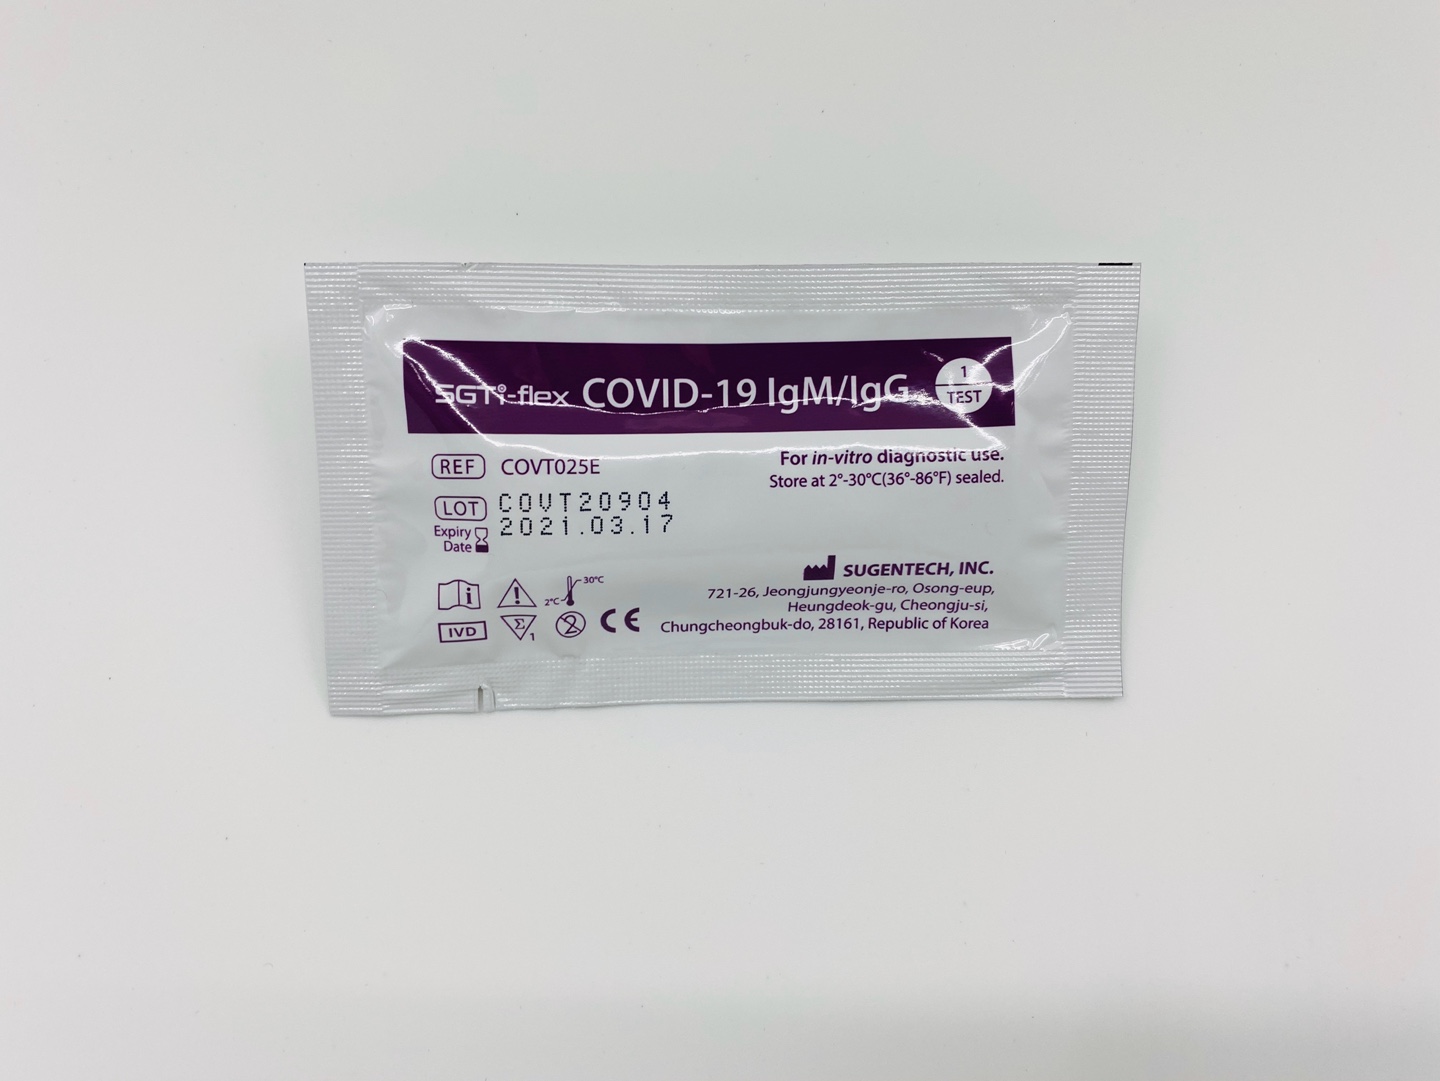 SGTi-flex COVID-19 IgM/IgG
1
TEST
REF COVT025E
For in-vitro diagnostic use.
Store at 2°-30°C(36°-86°F) sealed.
LOT COVT20904
Expiry
Date 2021.03.17
30°C
2°C
IVD
Σ
1
2
CE
SUGENTECH, INC.
721-26, Jeongjungyeonje-ro, Osong-eup,
Heungdeok-gu, Cheongju-si,
Chungcheongbuk-do, 28161, Republic of Korea